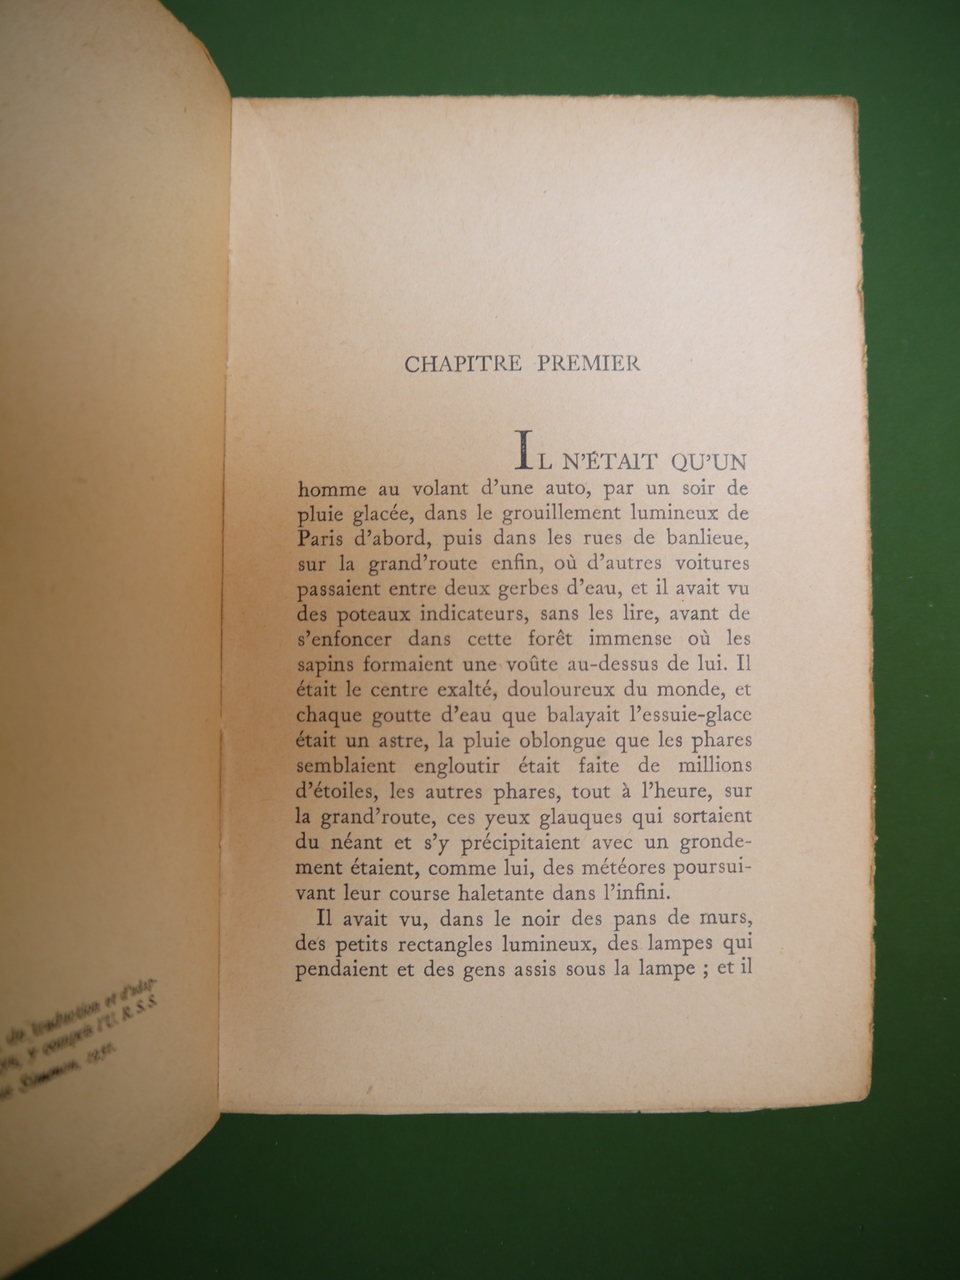 du traduction et d'adap-
y compris l'U. R. S. S.
Simenon,
CHAPITRE PREMIER
IL N'ÉTAIT QU'UN
homme au volant d'une auto, par un soir de
pluie glacée, dans le grouillement lumineux de
Paris d'abord, puis dans les rues de banlieue,
sur la grand'route enfin, où d'autres voitures
passaient entre deux gerbes d'eau, et il avait vu
des poteaux indicateurs, sans les lire, avant de
s'enfoncer dans cette forêt immense où les
sapins formaient une voûte au-dessus de lui. Il
était le centre exalté, douloureux du monde, et
chaque goutte d'eau que balayait l'essuie-glace
était un astre, la pluie oblongue que les phares
semblaient engloutir était faite de millions
d'étoiles, les autres phares, tout à l'heure, sur
la grand'route, ces yeux glauques qui sortaient
du néant et s'y précipitaient avec un gronde-
ment étaient, comme lui, des météores poursui-
vant leur course haletante dans l'infini.
Il avait vu, dans le noir des pans de murs,
des petits rectangles lumineux, des lampes qui
pendaient et des gens assis sous la lampe ; et il